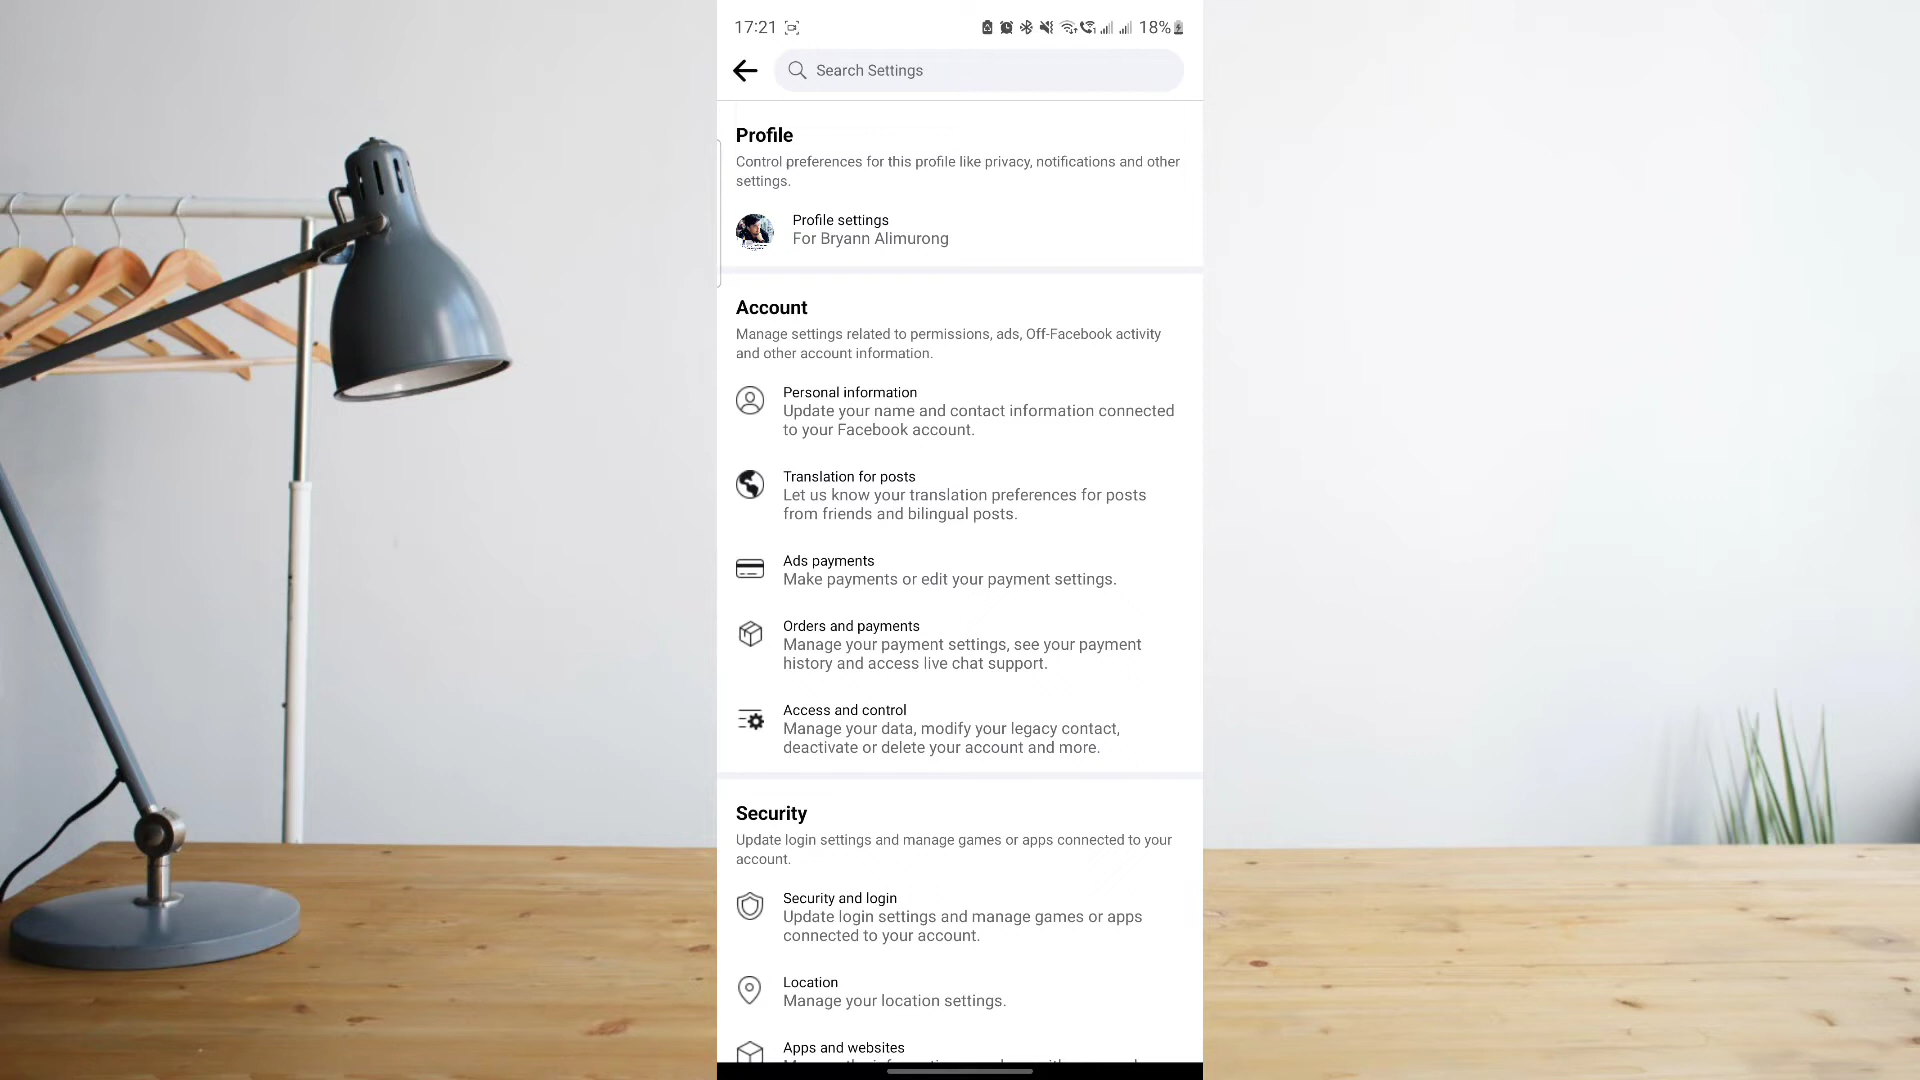 17:21 18%
Search Settings
Profile
Control preferences for this profile like privacy, notifications and other
settings.
Profile settings
For Bryann Alimurong
Account
Manage settings related to permissions, ads, Off-Facebook activity
and other account information.
Personal information
Update your name and contact information connected
to your Facebook account.
Translation for posts
Let us know your translation preferences for posts
from friends and bilingual posts.
Ads payments
Make payments or edit your payment settings.
Orders and payments
Manage your payment settings, see your payment
history and access live chat support.
Access and control
Manage your data, modify your legacy contact,
deactivate or delete your account and more.
Security
Update login settings and manage games or apps connected to your
account.
Security and login
Update login settings and manage games or apps
connected to your account.
Location
Manage your location settings.
Apps and websites